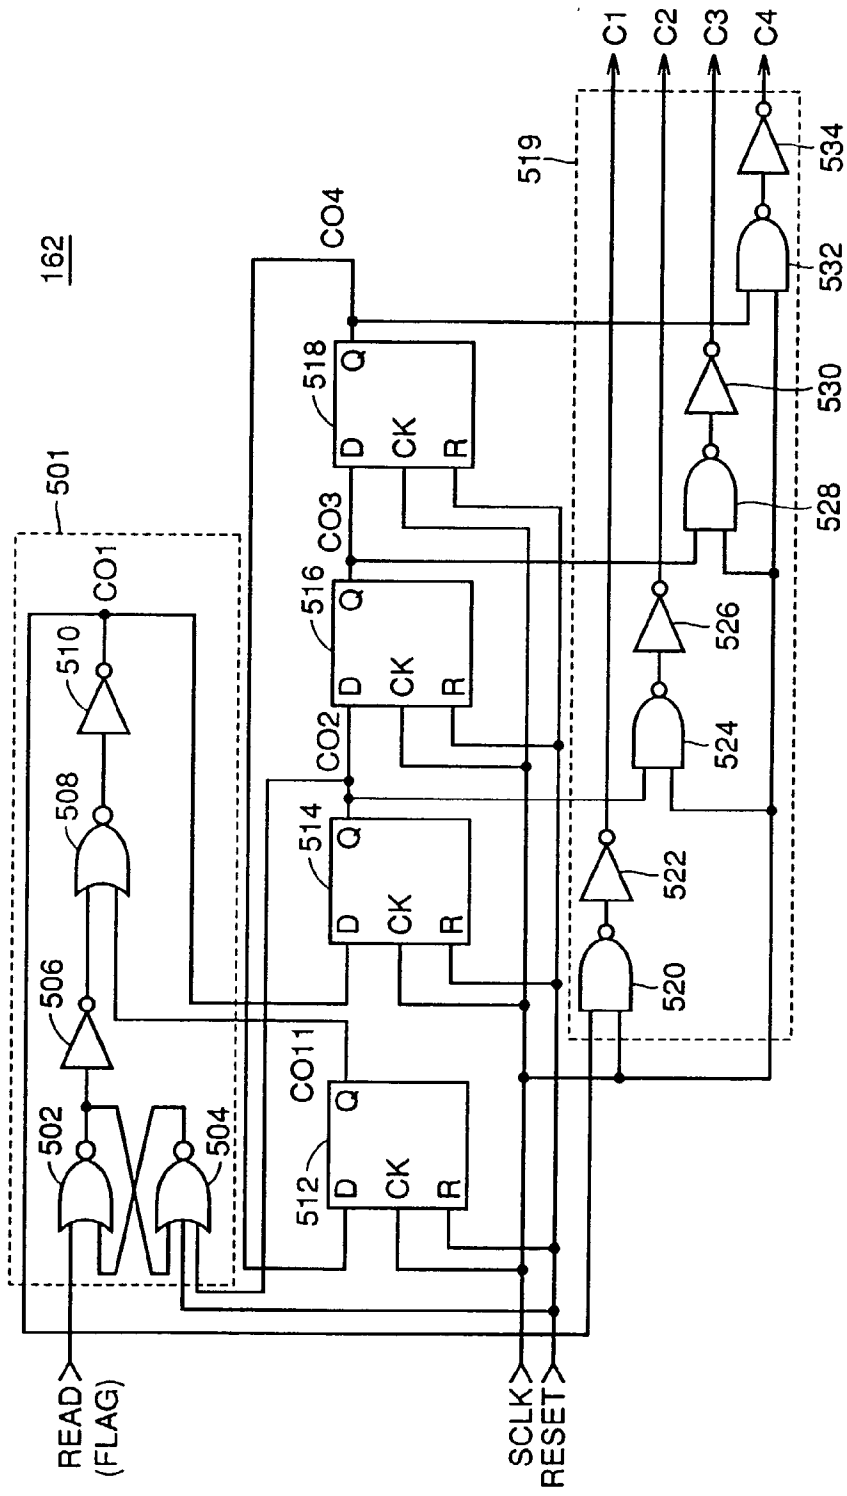 162
501
502
504
506
508
510
CO1
READ
(FLAG)
512
D
CK
R
Q
CO11
514
D
CK
R
Q
CO2
516
D
CK
R
Q
CO3
518
D
CK
R
Q
CO4
SCLK
RESET
519
520
522
524
526
528
530
532
534
C1
C2
C3
C4